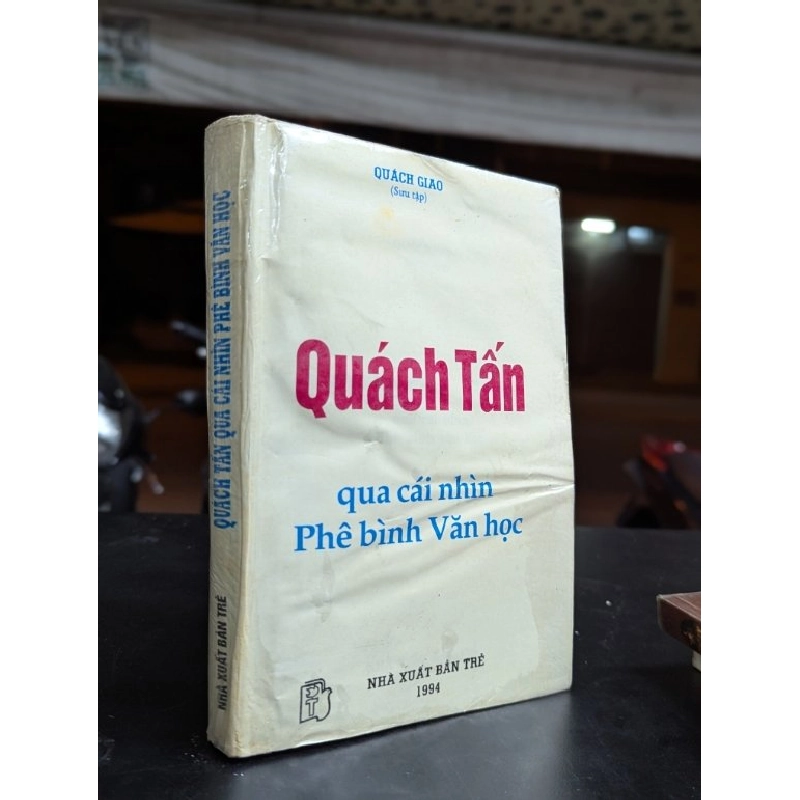 QUÁCH GIAO
(Sưu tập)
Quách Tấn
qua cái nhìn
Phê bình Văn học
NHÀ XUẤT BẢN TRẺ
1994
QUÁCH TẤN QUA CÁI NHÌN PHÊ BÌNH VĂN HỌC
NHÀ XUẤT BẢN TRẺ